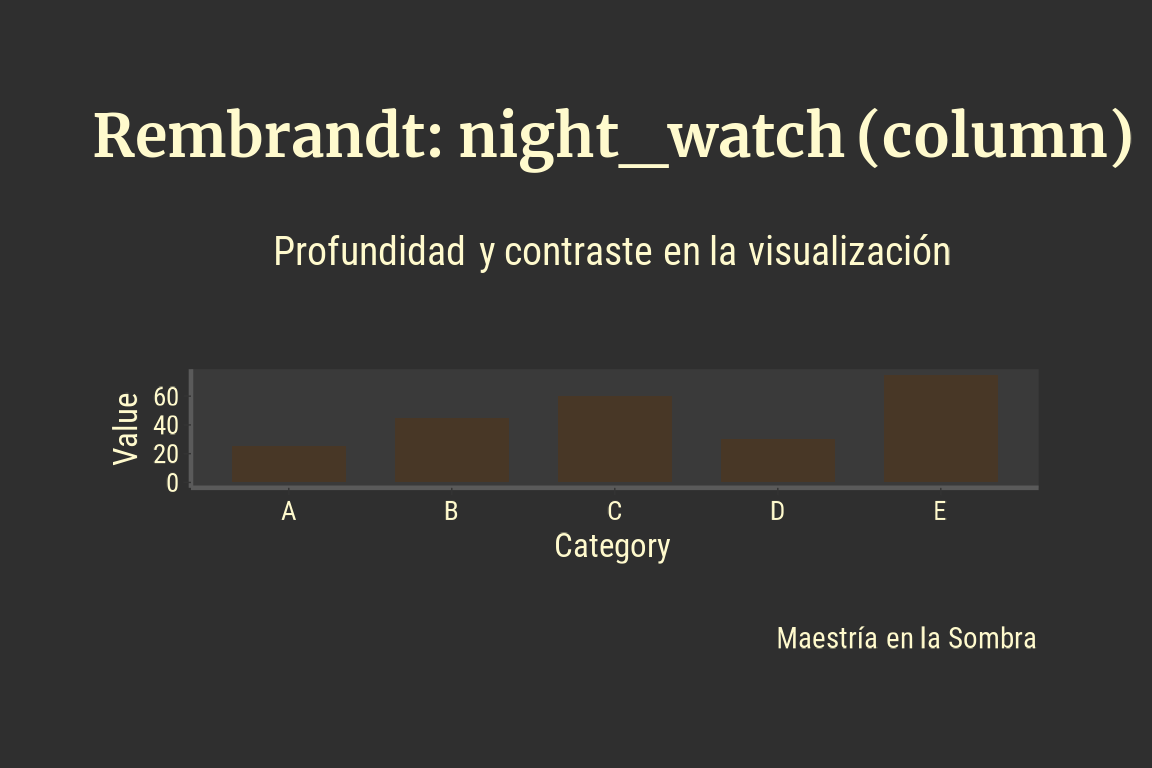 Rembrandt: night_watch (column)
Profundidad y contraste en la visualización
Value
60
40
20
0
A B C D E
Category
Maestría en la Sombra